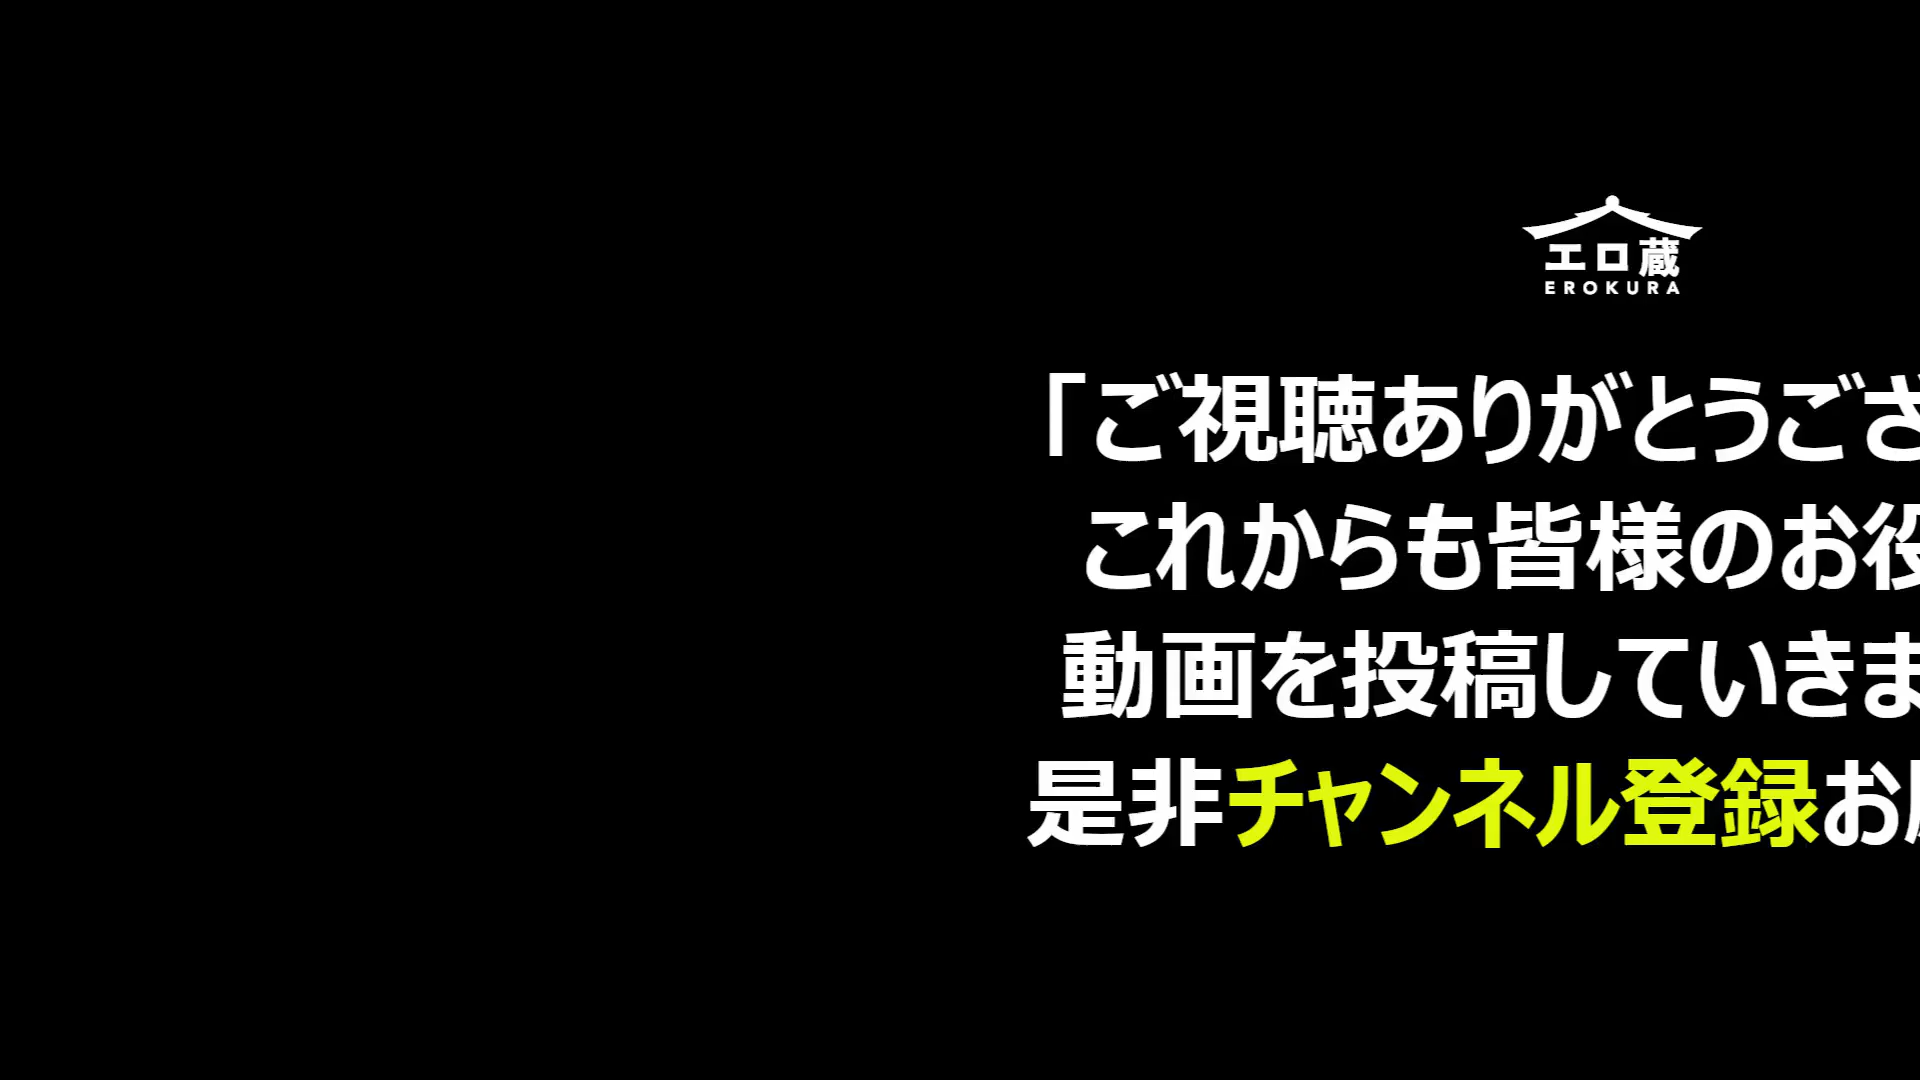 エロ蔵
EROKURA
「ご視聴ありがとうござ
これからも皆様のお役
動画を投稿していきま
是非チャンネル登録お